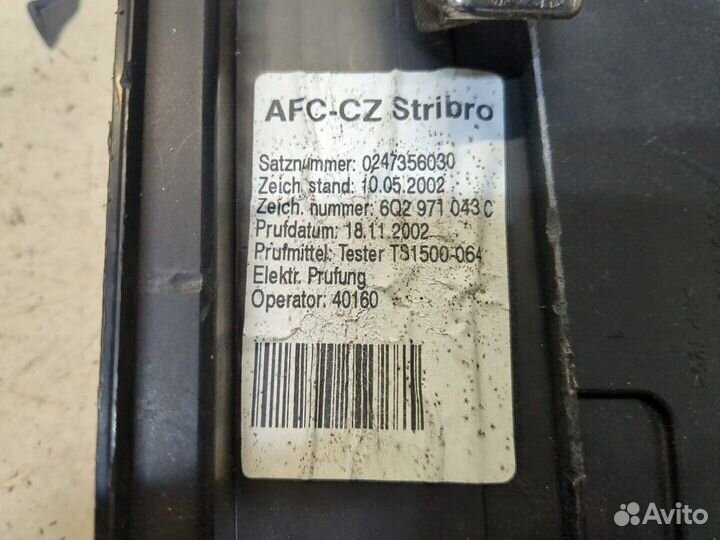 AFC-CZ Stribro
Satznummer: 0247356030
Zeich. stand: 10.05.2002
Zeich. nummer: 6Q2 971 043 C
Prufdatum: 18.11.2002
Prufmittel: Tester TS1500-064
Elektr. Prufung
Operator: 40160
Avito